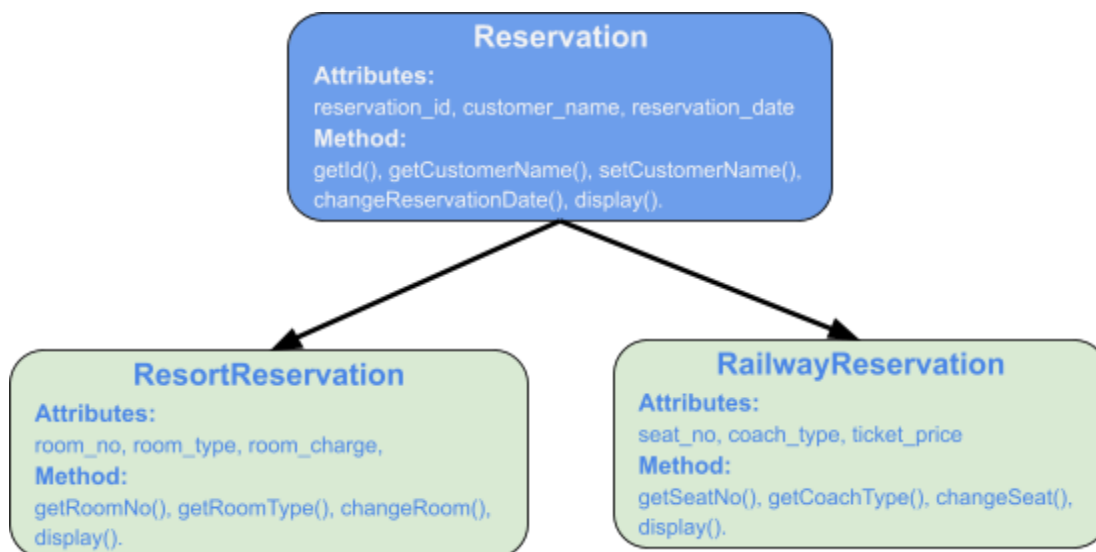 Reservation
Attributes:
reservation_id, customer_name, reservation_date
Method:
getId(), getCustomerName(), setCustomerName(),
changeReservationDate(), display().
ResortReservation
Attributes:
room_no, room_type, room_charge,
Method:
getRoomNo(), getRoomType(), changeRoom(),
display().
RailwayReservation
Attributes:
seat_no, coach_type, ticket_price
Method:
getSeatNo(), getCoachType(), changeSeat(),
display().